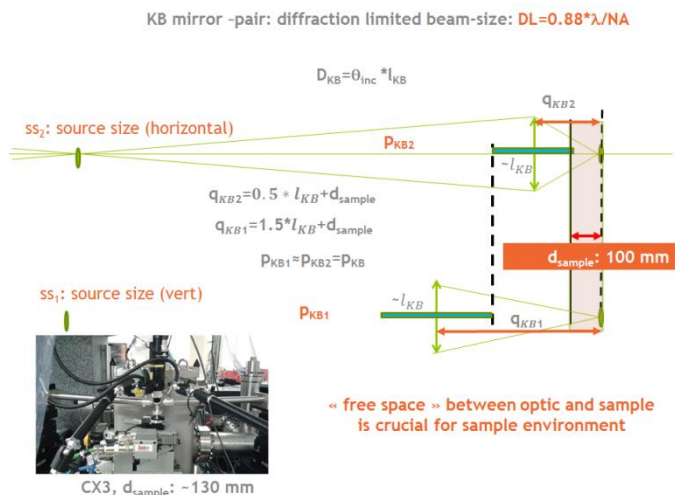 KB mirror -pair: diffraction limited beam-size: DL=0.88*λ/NA
D_KB=θ_inc *l_KB
q_KB2
ss₂: source size (horizontal)
p_KB2
~l_KB
q_KB2=0.5 * l_KB+d_sample
q_KB1=1.5*l_KB+d_sample
p_KB1≈p_KB2=p_KB
d_sample: 100 mm
ss₁: source size (vert)
~l_KB
p_KB1
q_KB1
« free space » between optic and sample
is crucial for sample environment
CX3, d_sample: ~130 mm